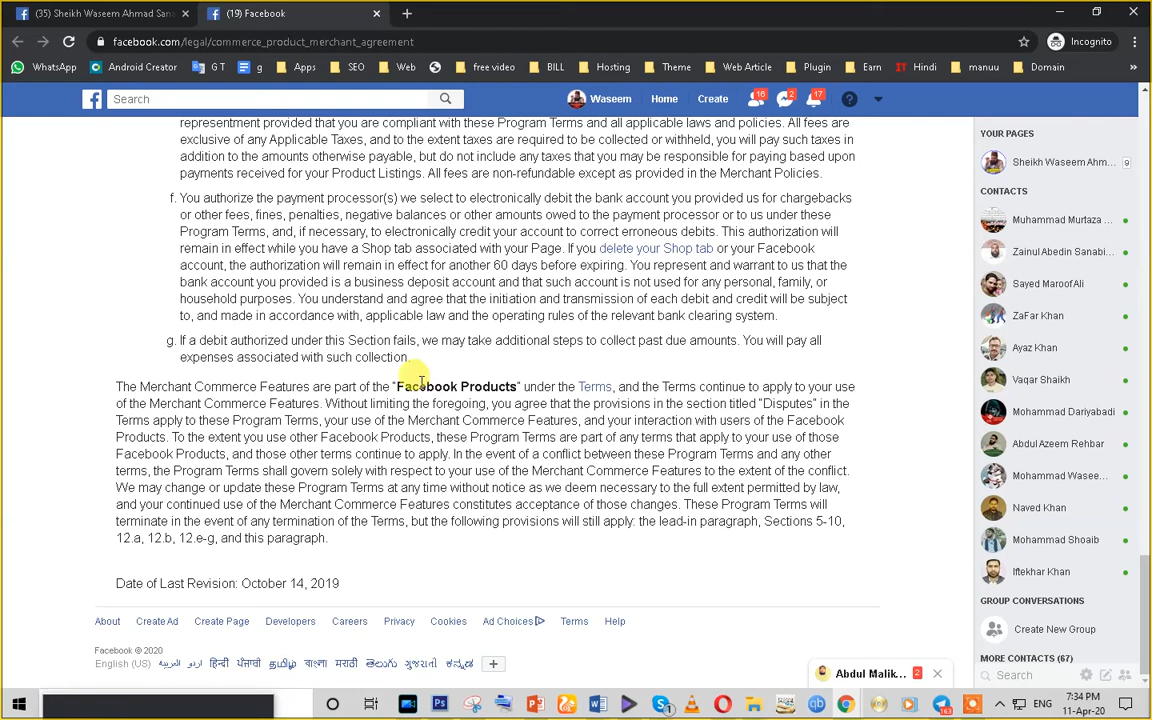 (35) Sheikh Waseem Ahmad San
(19) Facebook
facebook.com/legal/commerce_product_merchant_agreement
Incognito
WhatsApp
Android Creator
G T
g
Apps
SEO
Web
free video
BILL
Hosting
Theme
Web Article
Plugin
Earn
IT
Hindi
manuu
Domain
»
Search
Waseem
Home
Create
16
2
17
representment provided that you are compliant with these Program Terms and all applicable laws and policies. All fees are
exclusive of any Applicable Taxes, and to the extent taxes are required to be collected or withheld, you will pay such taxes in
addition to the amounts otherwise payable, but do not include any taxes that you may be responsible for paying based upon
payments received for your Product Listings. All fees are non-refundable except as provided in the Merchant Policies.
f. You authorize the payment processor(s) we select to electronically debit the bank account you provided us for chargebacks
or other fees, fines, penalties, negative balances or other amounts owed to the payment processor or to us under these
Program Terms, and, if necessary, to electronically credit your account to correct erroneous debits. This authorization will
remain in effect while you have a Shop tab associated with your Page. If you delete your Shop tab or your Facebook
account, the authorization will remain in effect for another 60 days before expiring. You represent and warrant to us that the
bank account you provided is a business deposit account and that such account is not used for any personal, family, or
household purposes. You understand and agree that the initiation and transmission of each debit and credit will be subject
to, and made in accordance with, applicable law and the operating rules of the relevant bank clearing system.
g. If a debit authorized under this Section fails, we may take additional steps to collect past due amounts. You will pay all
expenses associated with such collection.
The Merchant Commerce Features are part of the "Facebook Products" under the Terms, and the Terms continue to apply to your use
of the Merchant Commerce Features. Without limiting the foregoing, you agree that the provisions in the section titled "Disputes" in the
Terms apply to these Program Terms, your use of the Merchant Commerce Features, and your interaction with users of the Facebook
Products. To the extent you use other Facebook Products, these Program Terms are part of any terms that apply to your use of those
Facebook Products, and those other terms continue to apply. In the event of a conflict between these Program Terms and any other
terms, the Program Terms shall govern solely with respect to your use of the Merchant Commerce Features to the extent of the conflict.
We may change or update these Program Terms at any time without notice as we deem necessary to the full extent permitted by law,
and your continued use of the Merchant Commerce Features constitutes acceptance of those changes. These Program Terms will
terminate in the event of any termination of the Terms, but the following provisions will still apply: the lead-in paragraph, Sections 5-10,
12.a, 12.b, 12.e-g, and this paragraph.
Date of Last Revision: October 14, 2019
About
Create Ad
Create Page
Developers
Careers
Privacy
Cookies
Ad Choices
Terms
Help
Facebook © 2020
English (US) العربية اردو हिन्दी ਪੰਜਾਬੀ தமிழ் বাংলা मराठी తెలుగు ગુજરાતી ಕನ್ನಡ
YOUR PAGES
Sheikh Waseem Ahm... 9
CONTACTS
Muhammad Murtaza ...
Zainul Abedin Sanabi...
Sayed MaroofAli
ZaFar Khan
Ayaz Khan
Vaqar Shaikh
Mohammad Dariyabadi
Abdul Azeem Rehbar
Mohammad Wasee...
Naved Khan
Mohammad Shoaib
Iftekhar Khan
GROUP CONVERSATIONS
Create New Group
MORE CONTACTS (67)
Search
Abdul Malik... 2
ENG
7:34 PM
11-Apr-20